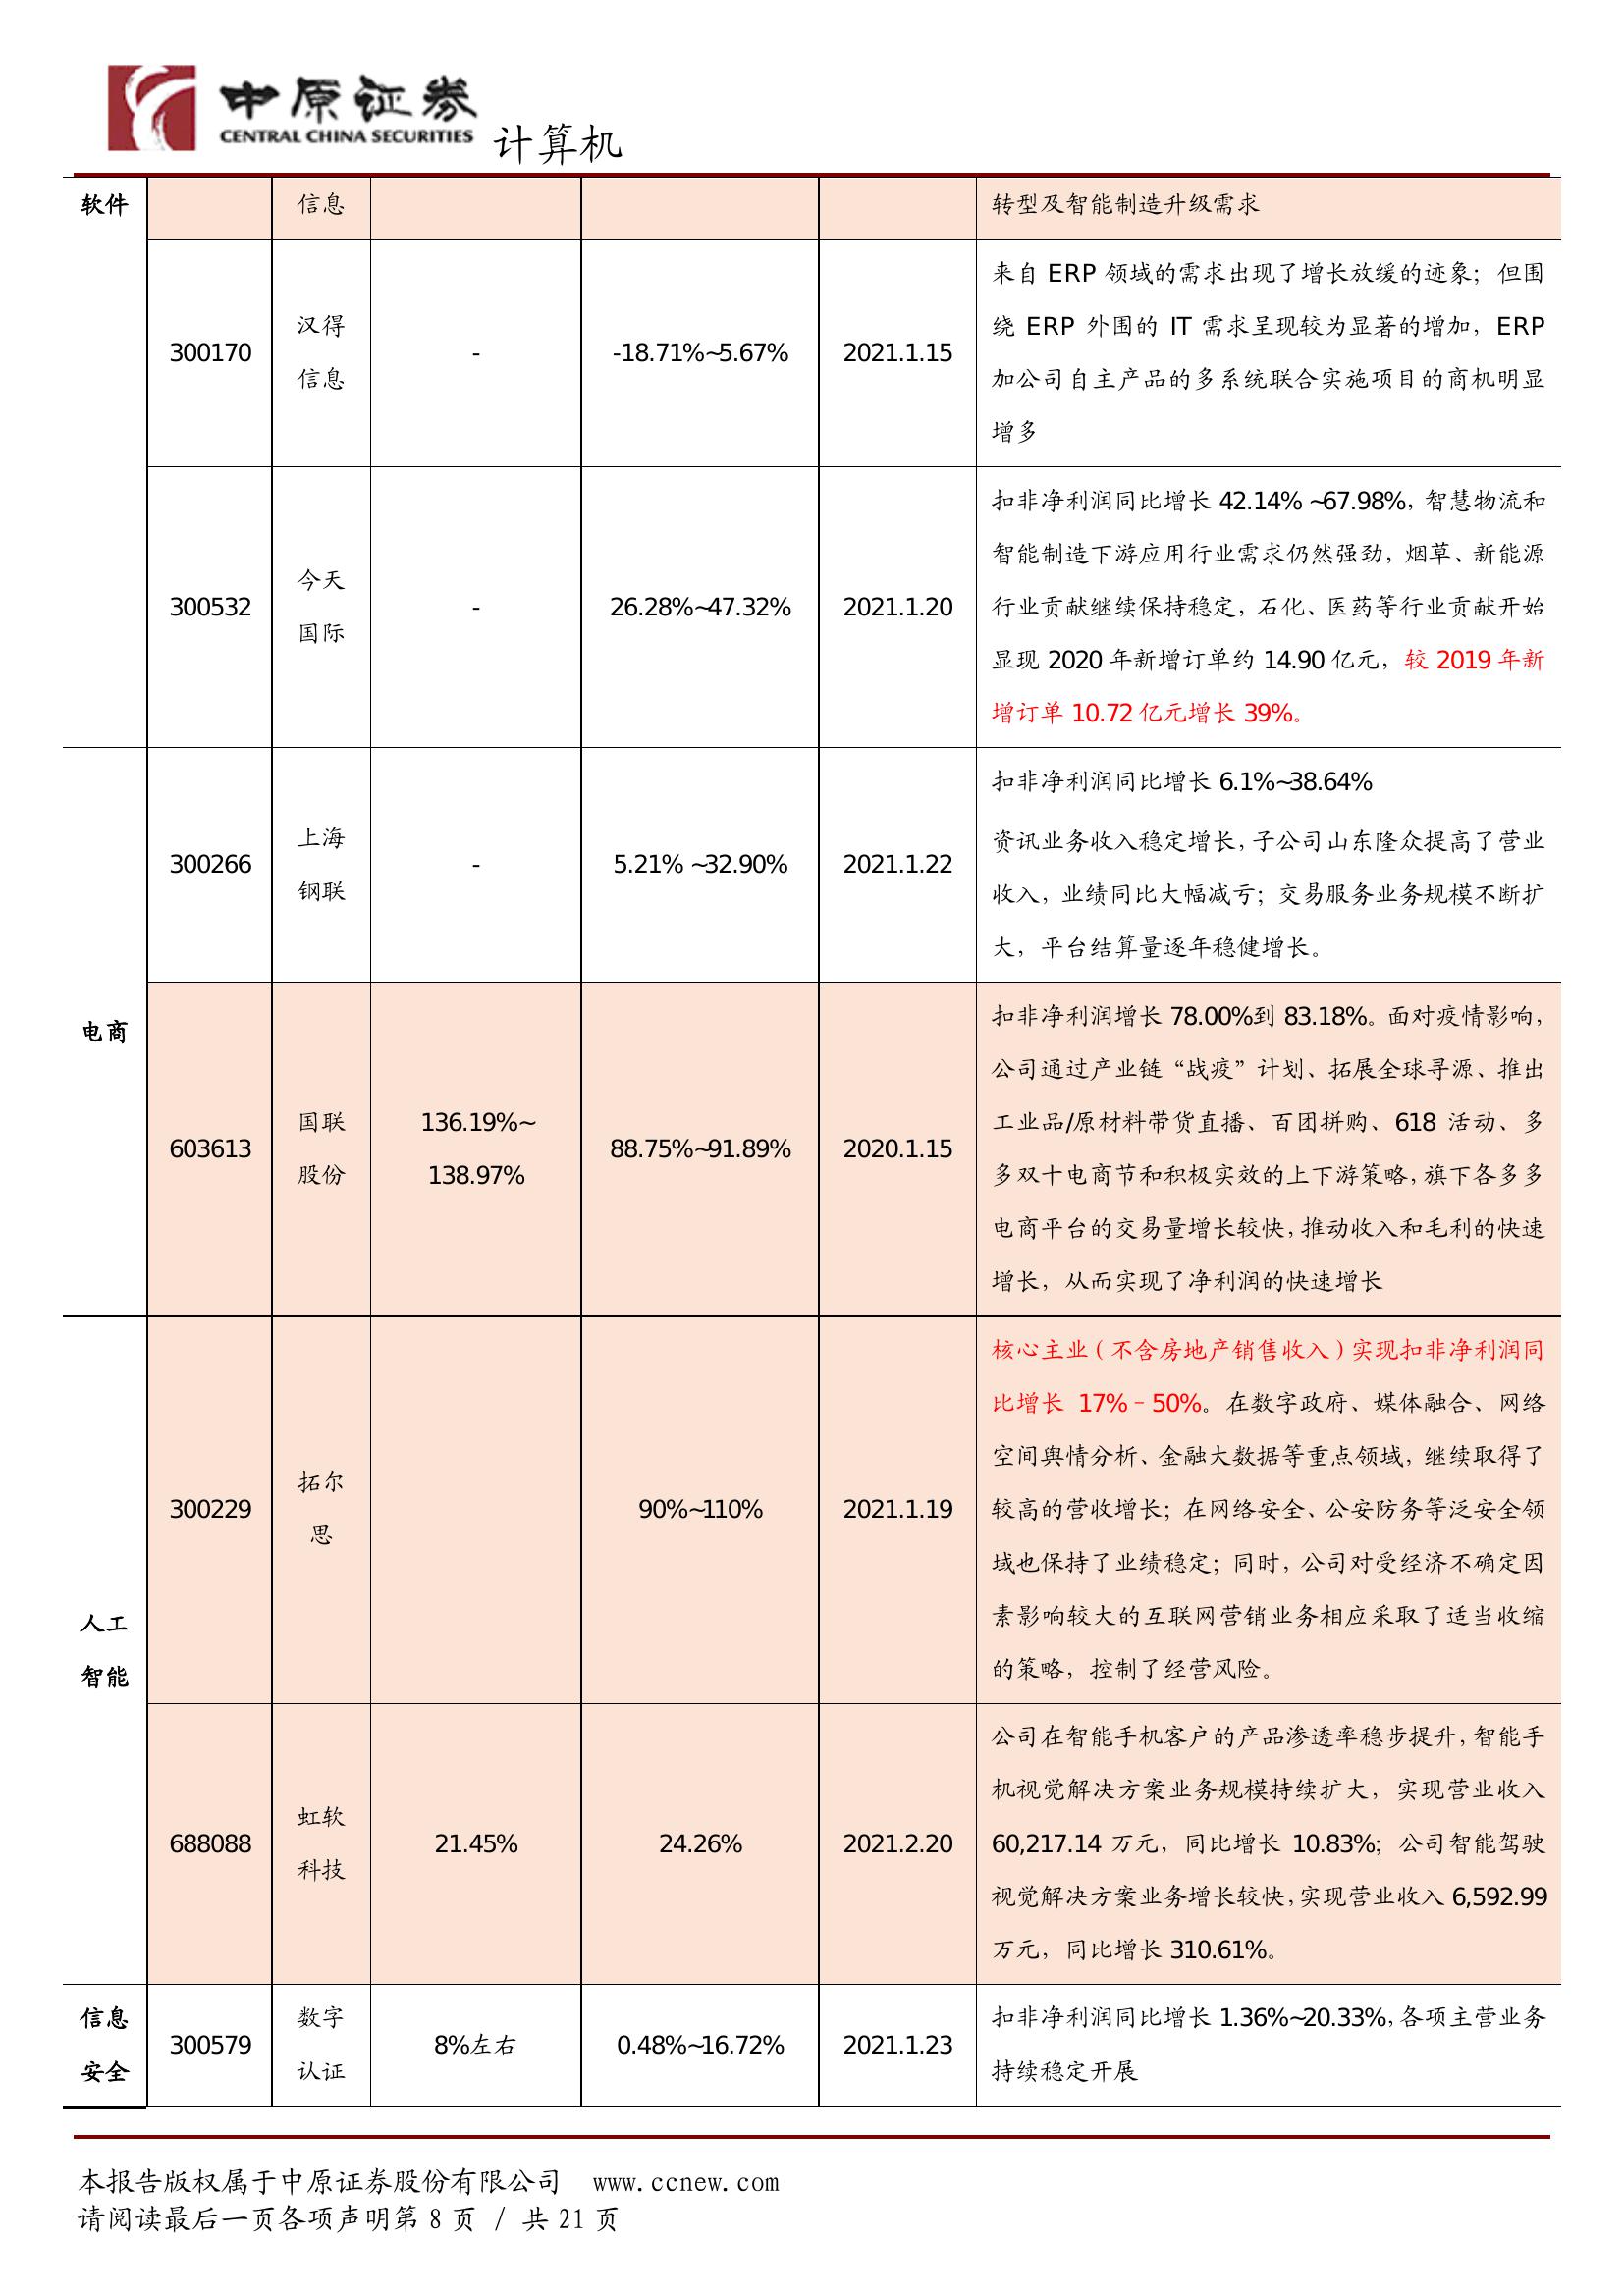 中原证券
CENTRAL CHINA SECURITIES
计算机
软件
信息
转型及智能制造升级需求
300170
汉得
信息
-
-18.71%~5.67%
2021.1.15
来自 ERP 领域的需求出现了增长放缓的迹象；但围
绕 ERP 外围的 IT 需求呈现较为显著的增加，ERP
加公司自主产品的多系统联合实施项目的商机明显
增多
300532
今天
国际
-
26.28%~47.32%
2021.1.20
扣非净利润同比增长 42.14% ~67.98%，智慧物流和
智能制造下游应用行业需求仍然强劲，烟草、新能源
行业贡献继续保持稳定，石化、医药等行业贡献开始
显现 2020 年新增订单约 14.90 亿元，较 2019 年新
增订单 10.72 亿元增长 39%。
电商
300266
上海
钢联
-
5.21% ~32.90%
2021.1.22
扣非净利润同比增长 6.1%~38.64%
资讯业务收入稳定增长，子公司山东隆众提高了营业
收入，业绩同比大幅减亏；交易服务业务规模不断扩
大，平台结算量逐年稳健增长。
603613
国联
股份
136.19%~
138.97%
88.75%~91.89%
2020.1.15
扣非净利润增长 78.00%到 83.18%。面对疫情影响，
公司通过产业链“战疫”计划、拓展全球寻源、推出
工业品/原材料带货直播、百团拼购、618 活动、多
多双十电商节和积极实效的上下游策略，旗下各多多
电商平台的交易量增长较快，推动收入和毛利的快速
增长，从而实现了净利润的快速增长
人工
智能
300229
拓尔
思
90%~110%
2021.1.19
核心主业（不含房地产销售收入）实现扣非净利润同
比增长 17%–50%。在数字政府、媒体融合、网络
空间舆情分析、金融大数据等重点领域，继续取得了
较高的营收增长；在网络安全、公安防务等泛安全领
域也保持了业绩稳定；同时，公司对受经济不确定因
素影响较大的互联网营销业务相应采取了适当收缩
的策略，控制了经营风险。
688088
虹软
科技
21.45%
24.26%
2021.2.20
公司在智能手机客户的产品渗透率稳步提升，智能手
机视觉解决方案业务规模持续扩大，实现营业收入
60,217.14 万元，同比增长 10.83%；公司智能驾驶
视觉解决方案业务增长较快，实现营业收入 6,592.99
万元，同比增长 310.61%。
信息
安全
300579
数字
认证
8%左右
0.48%~16.72%
2021.1.23
扣非净利润同比增长 1.36%~20.33%，各项主营业务
持续稳定开展
本报告版权属于中原证券股份有限公司 www.ccnew.com
请阅读最后一页各项声明第 8 页 / 共 21 页